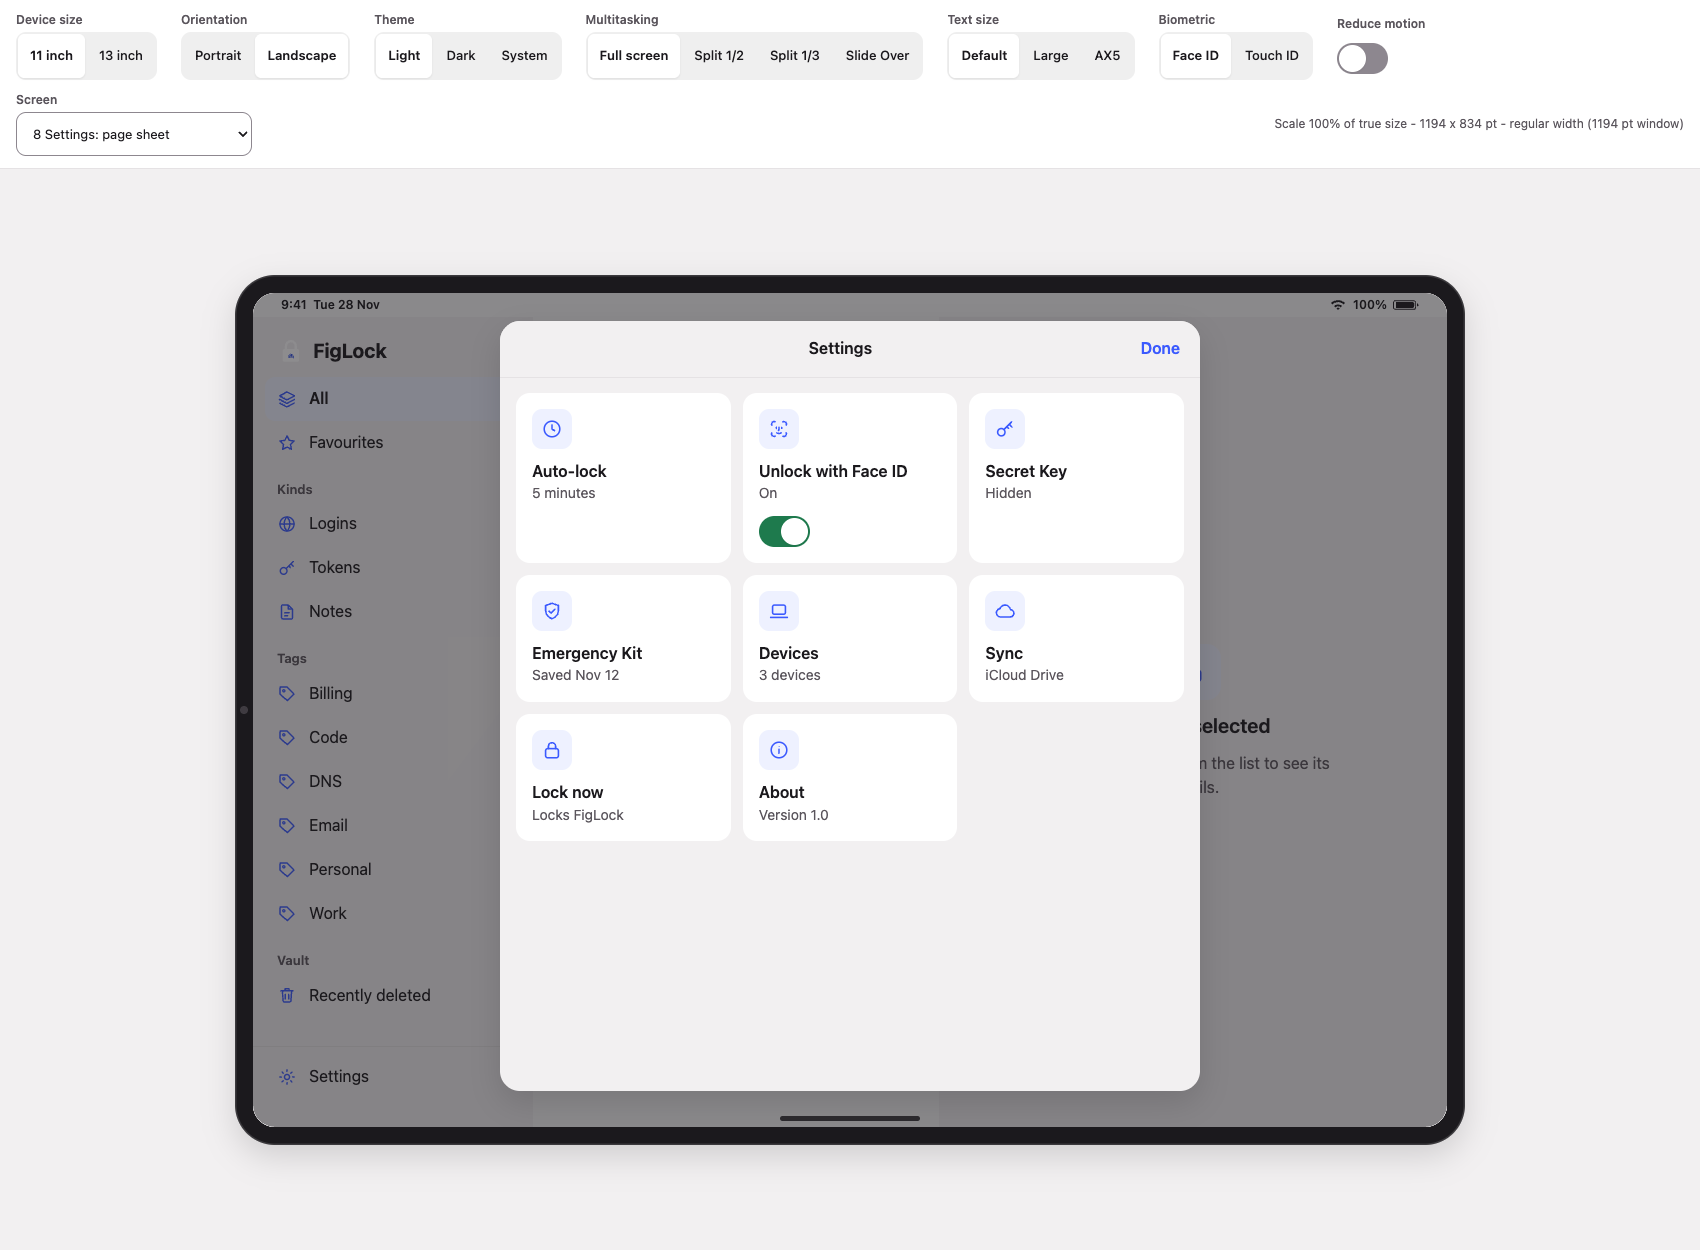 Device size
11 inch
13 inch
Orientation
Portrait
Landscape
Theme
Light
Dark
System
Multitasking
Full screen
Split 1/2
Split 1/3
Slide Over
Text size
Default
Large
AX5
Biometric
Face ID
Touch ID
Reduce motion
Screen
8 Settings: page sheet
Scale 100% of true size - 1194 x 834 pt - regular width (1194 pt window)
9:41 Tue 28 Nov
100%
FigLock
All
Favourites
Kinds
Logins
Tokens
Notes
Tags
Billing
Code
DNS
Email
Personal
Work
Vault
Recently deleted
Settings
Settings
Done
Auto-lock
5 minutes
Unlock with Face ID
On
Secret Key
Hidden
Emergency Kit
Saved Nov 12
Devices
3 devices
Sync
iCloud Drive
Lock now
Locks FigLock
About
Version 1.0
selected
the list to see its